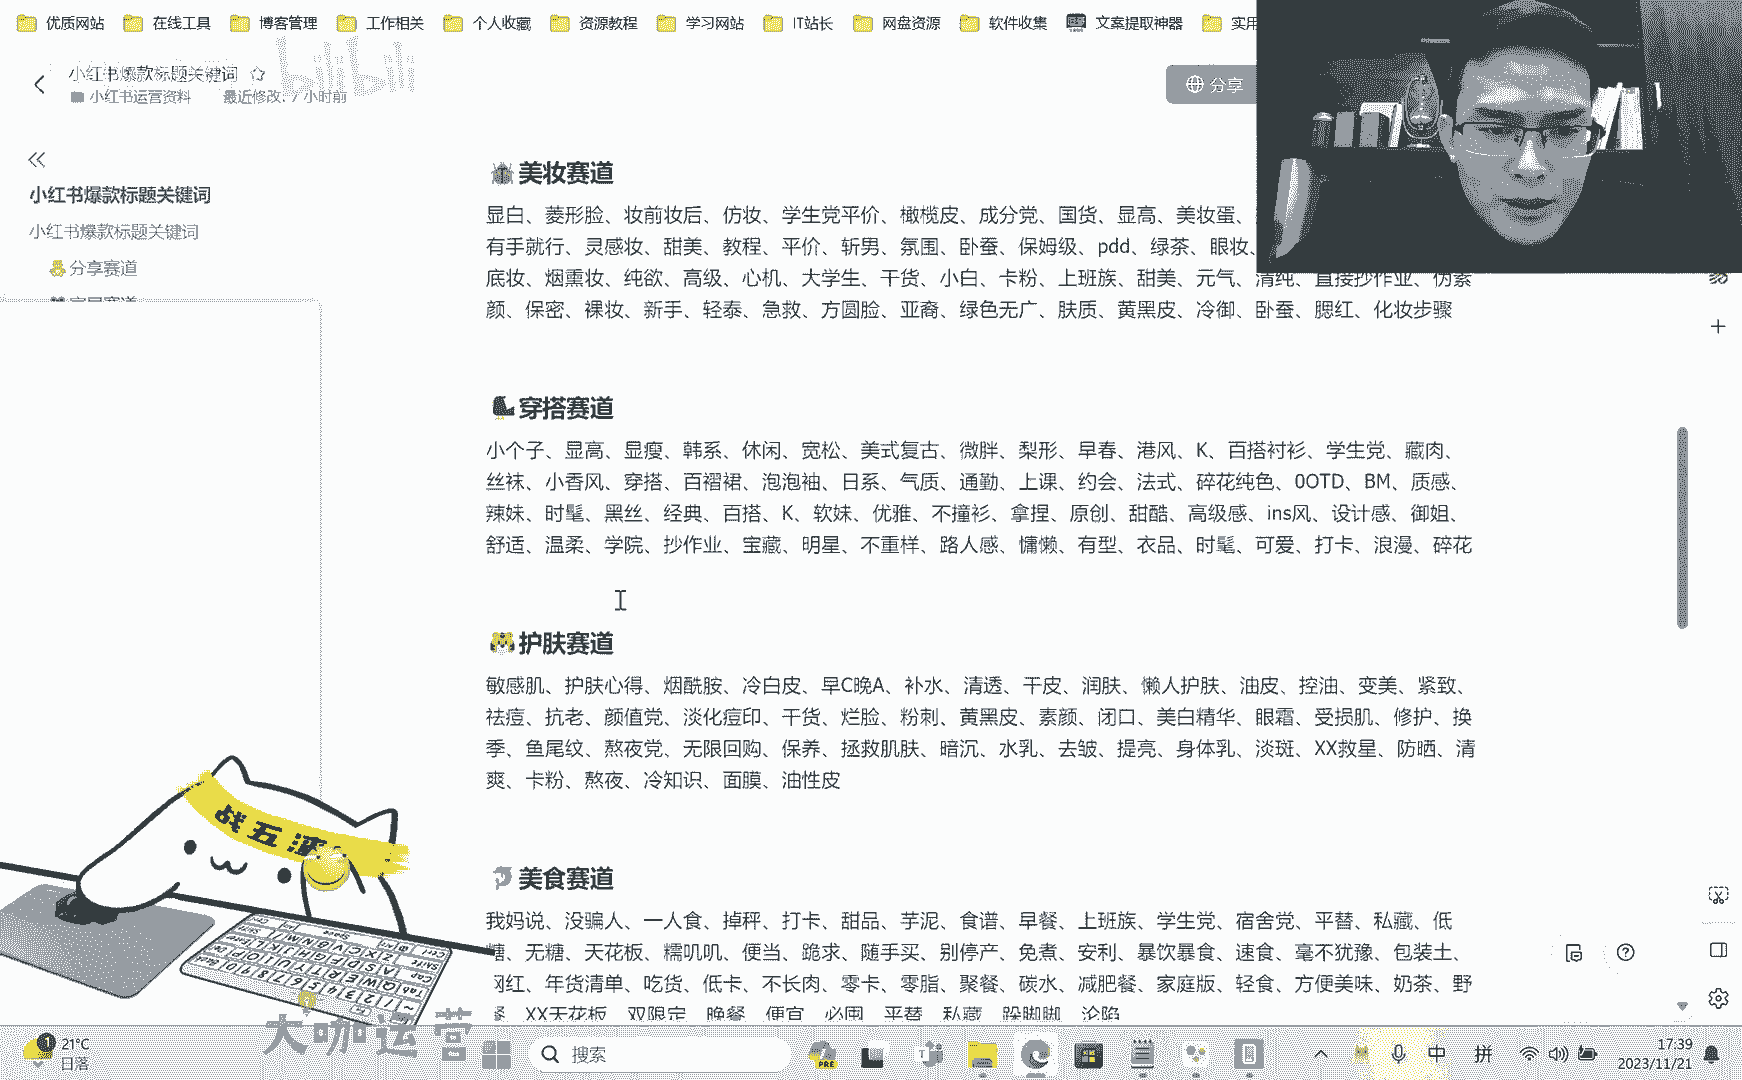 优质网站 在线工具 博客管理 工作相关 个人收藏 资源教程 学习网站 IT站长 网盘资源 软件收集 文案提取神器 实用
bilibili
小红书爆款标题关键词
小红书运营资料 最近修改: 7 小时前
分享
小红书爆款标题关键词
小红书爆款标题关键词
分享赛道
美妆赛道
显白、菱形脸、妆前妆后、仿妆、学生党平价、橄榄皮、成分党、国货、显高、美妆蛋、
有手就行、灵感妆、甜美、教程、平价、斩男、氛围、卧蚕、保姆级、pdd、绿茶、眼妆、
底妆、烟熏妆、纯欲、高级、心机、大学生、干货、小白、卡粉、上班族、甜美、元气、清纯、直接抄作业、伪素
颜、保密、裸妆、新手、轻泰、急救、方圆脸、亚裔、绿色无广、肤质、黄黑皮、冷御、卧蚕、腮红、化妆步骤
穿搭赛道
小个子、显高、显瘦、韩系、休闲、宽松、美式复古、微胖、梨形、早春、港风、K、百搭衬衫、学生党、藏肉、
丝袜、小香风、穿搭、百褶裙、泡泡袖、日系、气质、通勤、上课、约会、法式、碎花纯色、0OTD、BM、质感、
辣妹、时髦、黑丝、经典、百搭、K、软妹、优雅、不撞衫、拿捏、原创、甜酷、高级感、ins风、设计感、御姐、
舒适、温柔、学院、抄作业、宝藏、明星、不重样、路人感、慵懒、有型、衣品、时髦、可爱、打卡、浪漫、碎花
护肤赛道
敏感肌、护肤心得、烟酰胺、冷白皮、早C晚A、补水、清透、干皮、润肤、懒人护肤、油皮、控油、变美、紧致、
祛痘、抗老、颜值党、淡化痘印、干货、烂脸、粉刺、黄黑皮、素颜、闭口、美白精华、眼霜、受损肌、修护、换
季、鱼尾纹、熬夜党、无限回购、保养、拯救肌肤、暗沉、水乳、去皱、提亮、身体乳、淡斑、XX救星、防晒、清
爽、卡粉、熬夜、冷知识、面膜、油性皮
美食赛道
我妈说、没骗人、一人食、掉秤、打卡、甜品、芋泥、食谱、早餐、上班族、学生党、宿舍党、平替、私藏、低
糖、无糖、天花板、糯叽叽、便当、跪求、随手买、别停产、免煮、安利、暴饮暴食、速食、毫不犹豫、包装土、
网红、年货清单、吃货、低卡、不长肉、零卡、零脂、聚餐、碳水、减肥餐、家庭版、轻食、方便美味、奶茶、野
餐、XX天花板、双限定、晚餐、便宜、必囤、平替、私藏、跺脚脚、沦陷
战五渣
大咖运营
1
21°C
日落
搜索
PRE
中 拼
17:39
2023/11/21